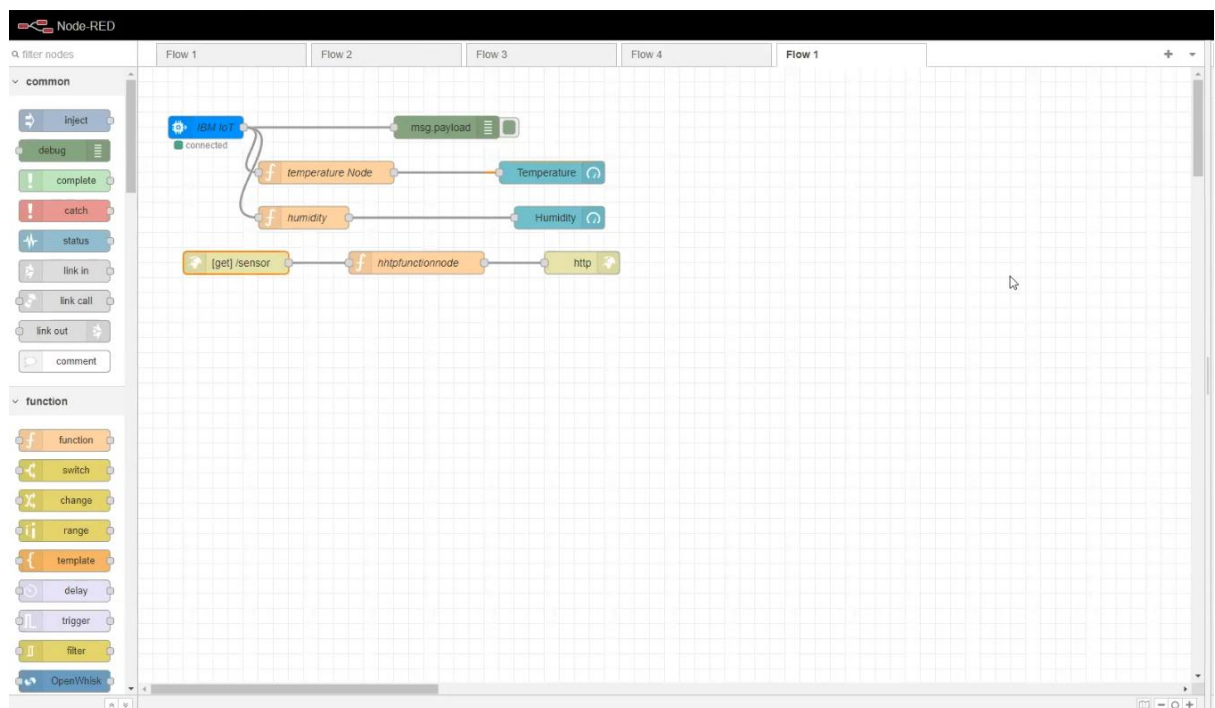 Node-RED
filter nodes
Flow 1
Flow 2
Flow 3
Flow 4
Flow 1
common
inject
debug
complete
catch
status
link in
link call
link out
comment
function
function
switch
change
range
template
delay
trigger
filter
OpenWhisk
IBM IoT
connected
msg.payload
temperature Node
Temperature
humidity
Humidity
[get] /sensor
hhtpfunctionnode
http